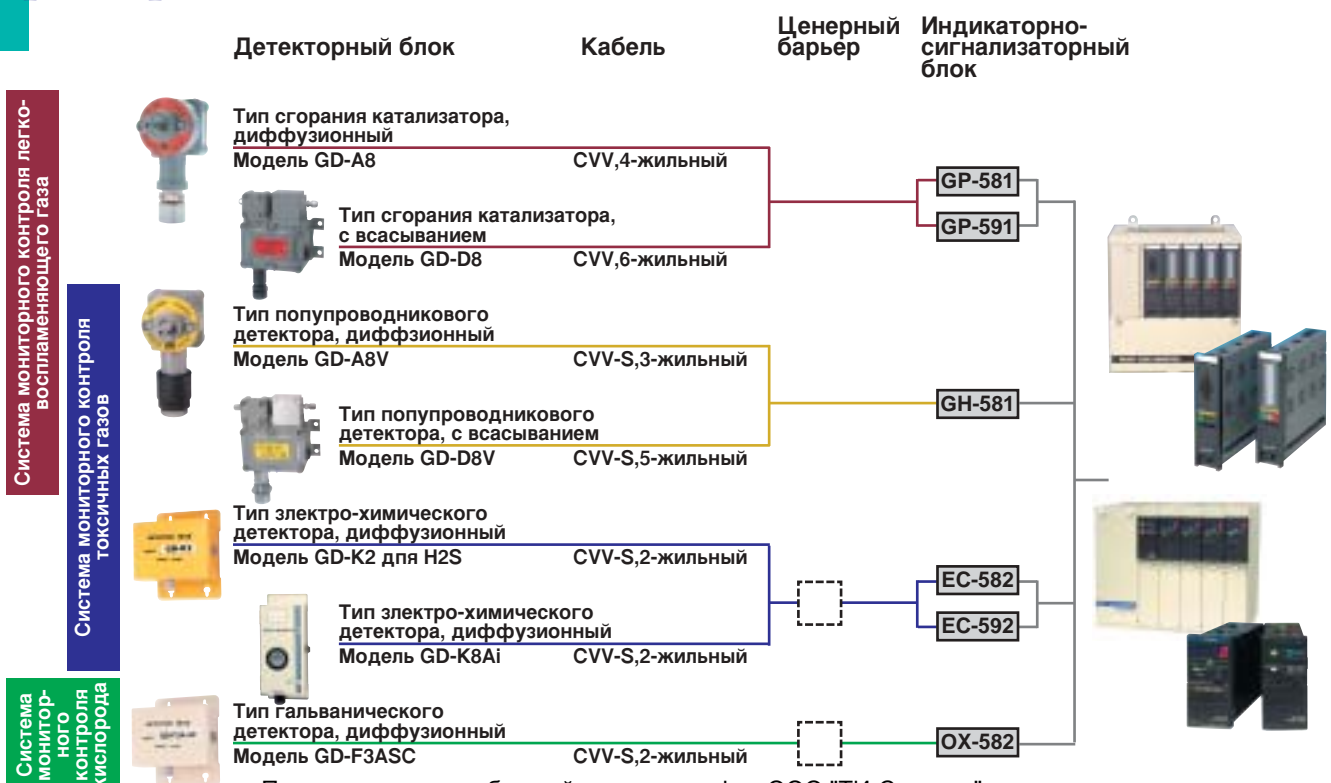 Детекторный блок
Кабель
Ценерный
барьер
Индикаторно-
сигнализаторный
блок
Система мониторного контроля легко-
воспламеняющего газа
Тип сгорания катализатора,
диффузионный
Модель GD-A8
CVV,4-жильный
GP-581
GP-591
Тип сгорания катализатора,
с всасыванием
Модель GD-D8
CVV,6-жильный
Система мониторного контроля
токсичных газов
Тип попупроводникового
детектора, диффзионный
Модель GD-A8V
CVV-S,3-жильный
GH-581
Тип попупроводникового
детектора, с всасыванием
Модель GD-D8V
CVV-S,5-жильный
Тип злектро-химического
детектора, диффузионный
Модель GD-K2 дпя H2S
CVV-S,2-жильный
EC-582
EC-592
Тип злектро-химического
детектора, диффузионный
Модель GD-K8Ai
CVV-S,2-жильный
Система
монитор-
ного
контроля
кислорода
Тип гальванического
детектора, диффузионный
Модель GD-F3ASC
CVV-S,2-жильный
OX-582